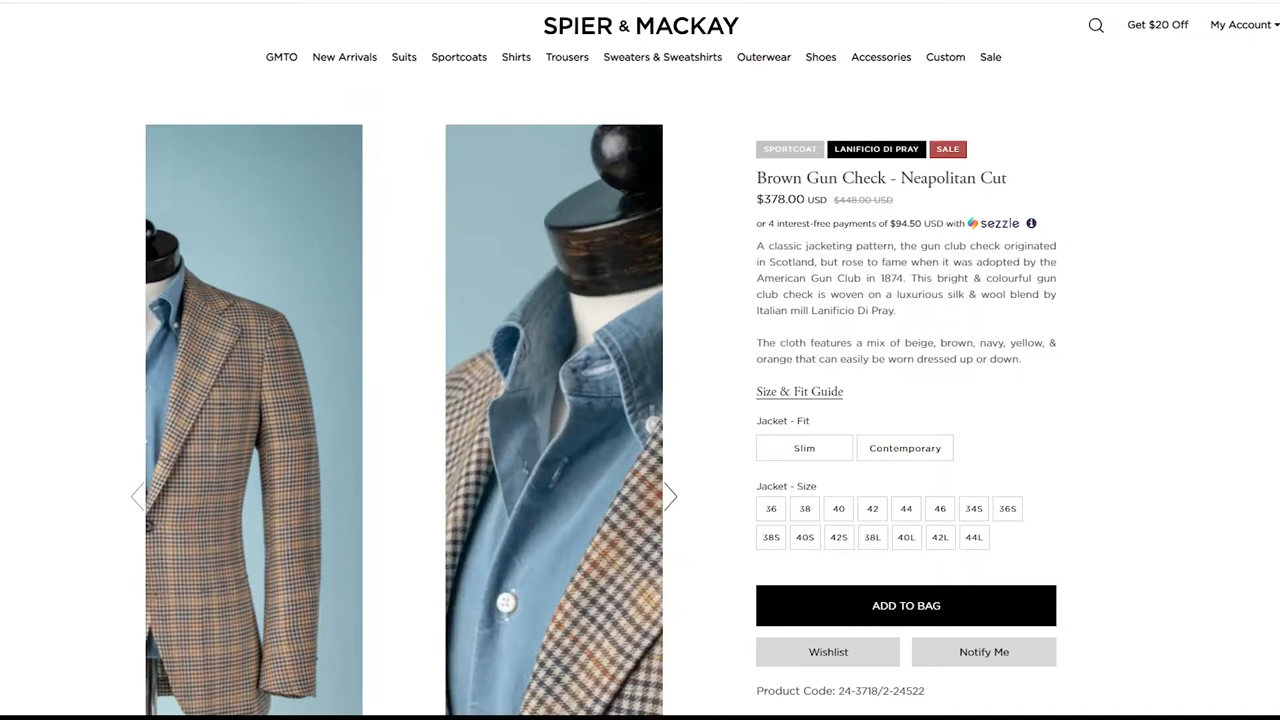 SPIER & MACKAY
Get $20 Off
My Account
GMTO New Arrivals Suits Sportcoats Shirts Trousers Sweaters & Sweatshirts Outerwear Shoes Accessories Custom Sale
SPORTCOAT LANIFICIO DI PRAY SALE
Brown Gun Check - Neapolitan Cut
$378.00 USD $448.00 USD
or 4 interest-free payments of $94.50 USD with sezzle
A classic jacketing pattern, the gun club check originated
in Scotland, but rose to fame when it was adopted by the
American Gun Club in 1874. This bright & colourful gun
club check is woven on a luxurious silk & wool blend by
Italian mill Lanificio Di Pray.
The cloth features a mix of beige, brown, navy, yellow, &
orange that can easily be worn dressed up or down.
Size & Fit Guide
Jacket - Fit
Slim Contemporary
Jacket - Size
36 38 40 42 44 46 34S 36S
38S 40S 42S 38L 40L 42L 44L
ADD TO BAG
Wishlist Notify Me
Product Code: 24-3718/2-24522